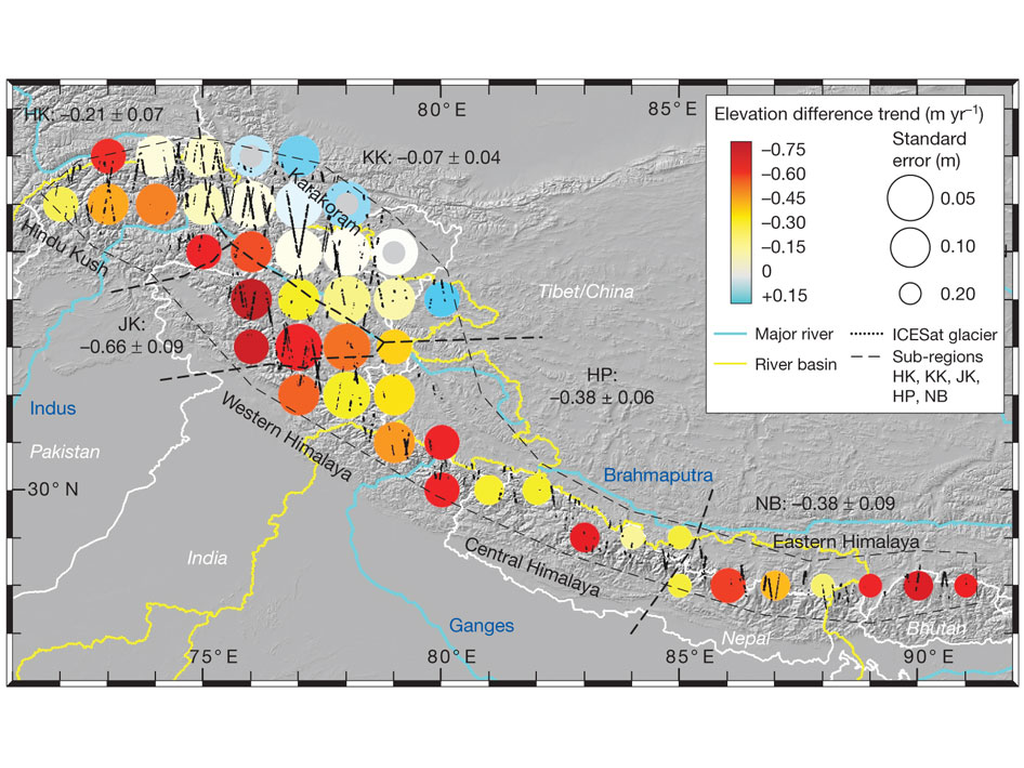 80° E
85° E
HK: –0.21 ± 0.07
KK: –0.07 ± 0.04
Karakoram
Hindu Kush
Tibet/China
JK:
–0.66 ± 0.09
HP:
–0.38 ± 0.06
Indus
Pakistan
Western Himalaya
Brahmaputra
30° N
NB: –0.38 ± 0.09
Eastern Himalaya
India
Central Himalaya
Ganges
Nepal
Bhutan
75° E
80° E
85° E
90° E
Elevation difference trend (m yr⁻¹)
–0.75
–0.60
–0.45
–0.30
–0.15
0
+0.15
Standard
error (m)
0.05
0.10
0.20
Major river
River basin
ICESat glacier
Sub-regions
HK, KK, JK,
HP, NB